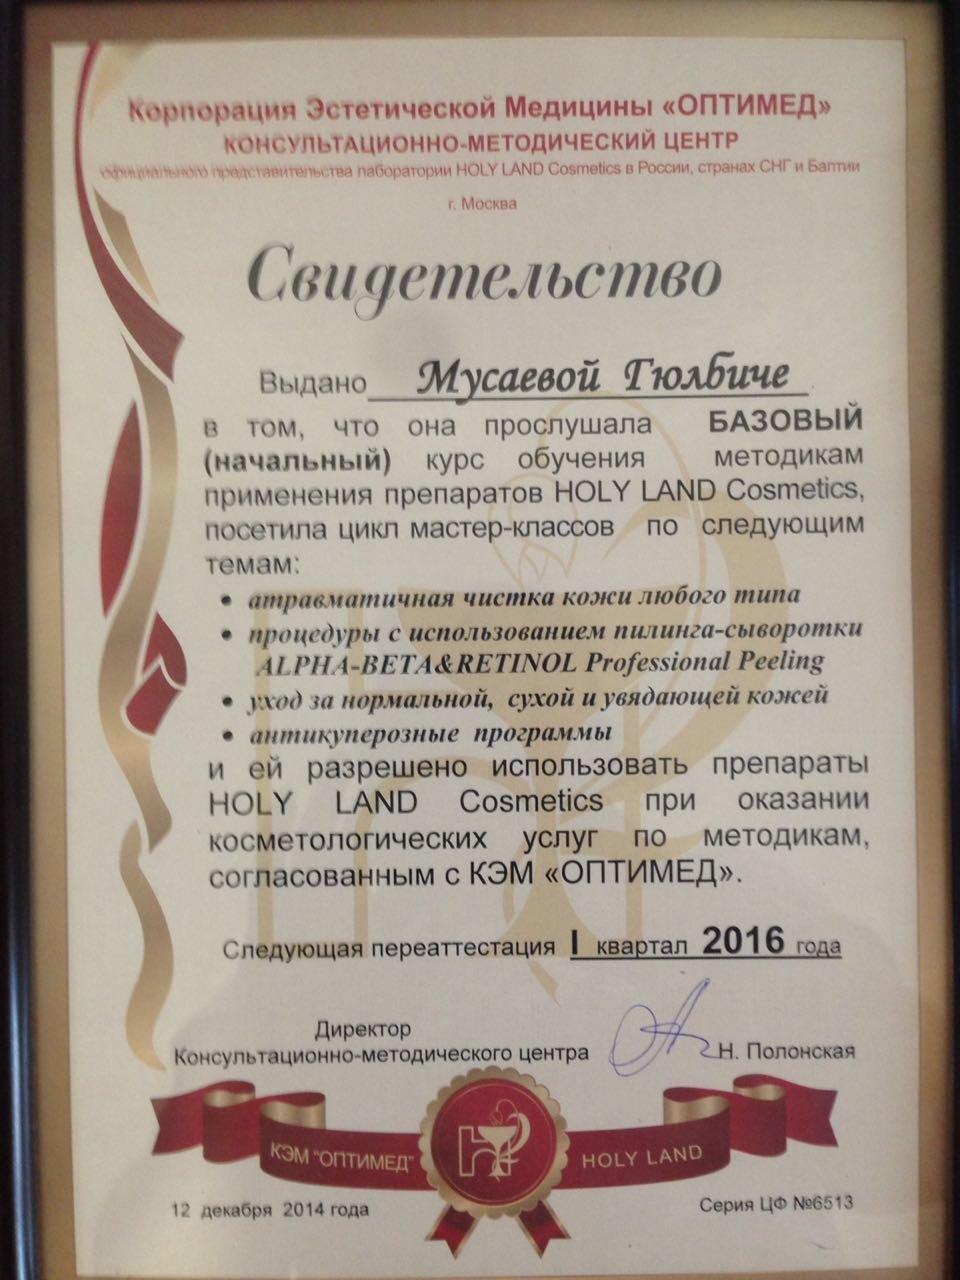 Корпорация Эстетической Медицины «ОПТИМЕД»
КОНСУЛЬТАЦИОННО-МЕТОДИЧЕСКИЙ ЦЕНТР
официального представительства лаборатории HOLY LAND Cosmetics в России, странах СНГ и Балтии
г. Москва
Свидетельство
Выдано Мусаевой Гюлбиче
в том, что она прослушала БАЗОВЫЙ
(начальный) курс обучения методикам
применения препаратов HOLY LAND Cosmetics,
посетила цикл мастер-классов по следующим
темам:
• атравматичная чистка кожи любого типа
• процедуры с использованием пилинга-сыворотки
ALPHA-BETA&RETINOL Professional Peeling
• уход за нормальной, сухой и увядающей кожей
• антикуперозные программы
и ей разрешено использовать препараты
HOLY LAND Cosmetics при оказании
косметологических услуг по методикам,
согласованным с КЭМ «ОПТИМЕД».
Следующая переаттестация I квартал 2016 года
Директор
Консультационно-методического центра Н. Полонская
КЭМ "ОПТИМЕД" HOLY LAND
12 декабря 2014 года Серия ЦФ №6513